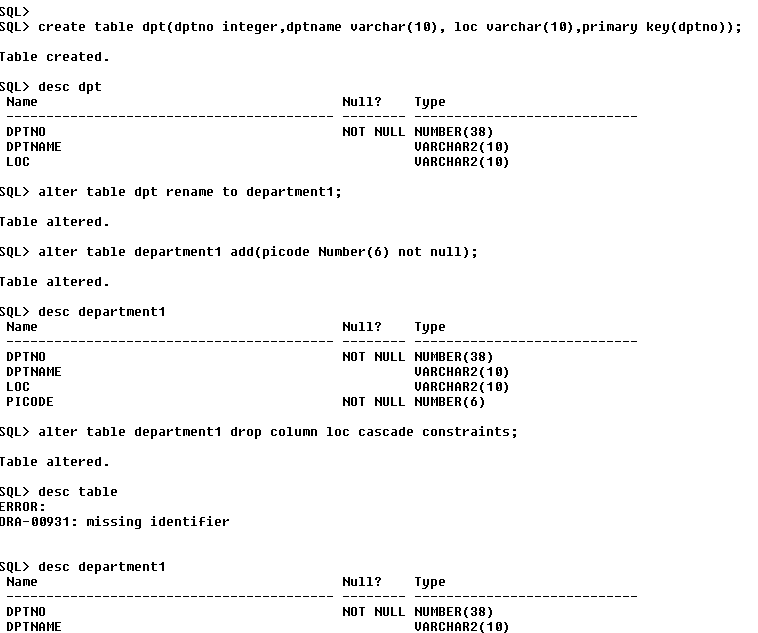 SQL>
SQL> create table dpt(dptno integer,dptname varchar(10), loc varchar(10),primary key(dptno));
Table created.
SQL> desc dpt
Name Null? Type
----------------------------------------- -------- ----------------------------
DPTNO NOT NULL NUMBER(38)
DPTNAME VARCHAR2(10)
LOC VARCHAR2(10)
SQL> alter table dpt rename to department1;
Table altered.
SQL> alter table department1 add(picode Number(6) not null);
Table altered.
SQL> desc department1
Name Null? Type
----------------------------------------- -------- ----------------------------
DPTNO NOT NULL NUMBER(38)
DPTNAME VARCHAR2(10)
LOC VARCHAR2(10)
PICODE NOT NULL NUMBER(6)
SQL> alter table department1 drop column loc cascade constraints;
Table altered.
SQL> desc table
ERROR:
ORA-00931: missing identifier
SQL> desc department1
Name Null? Type
----------------------------------------- -------- ----------------------------
DPTNO NOT NULL NUMBER(38)
DPTNAME VARCHAR2(10)